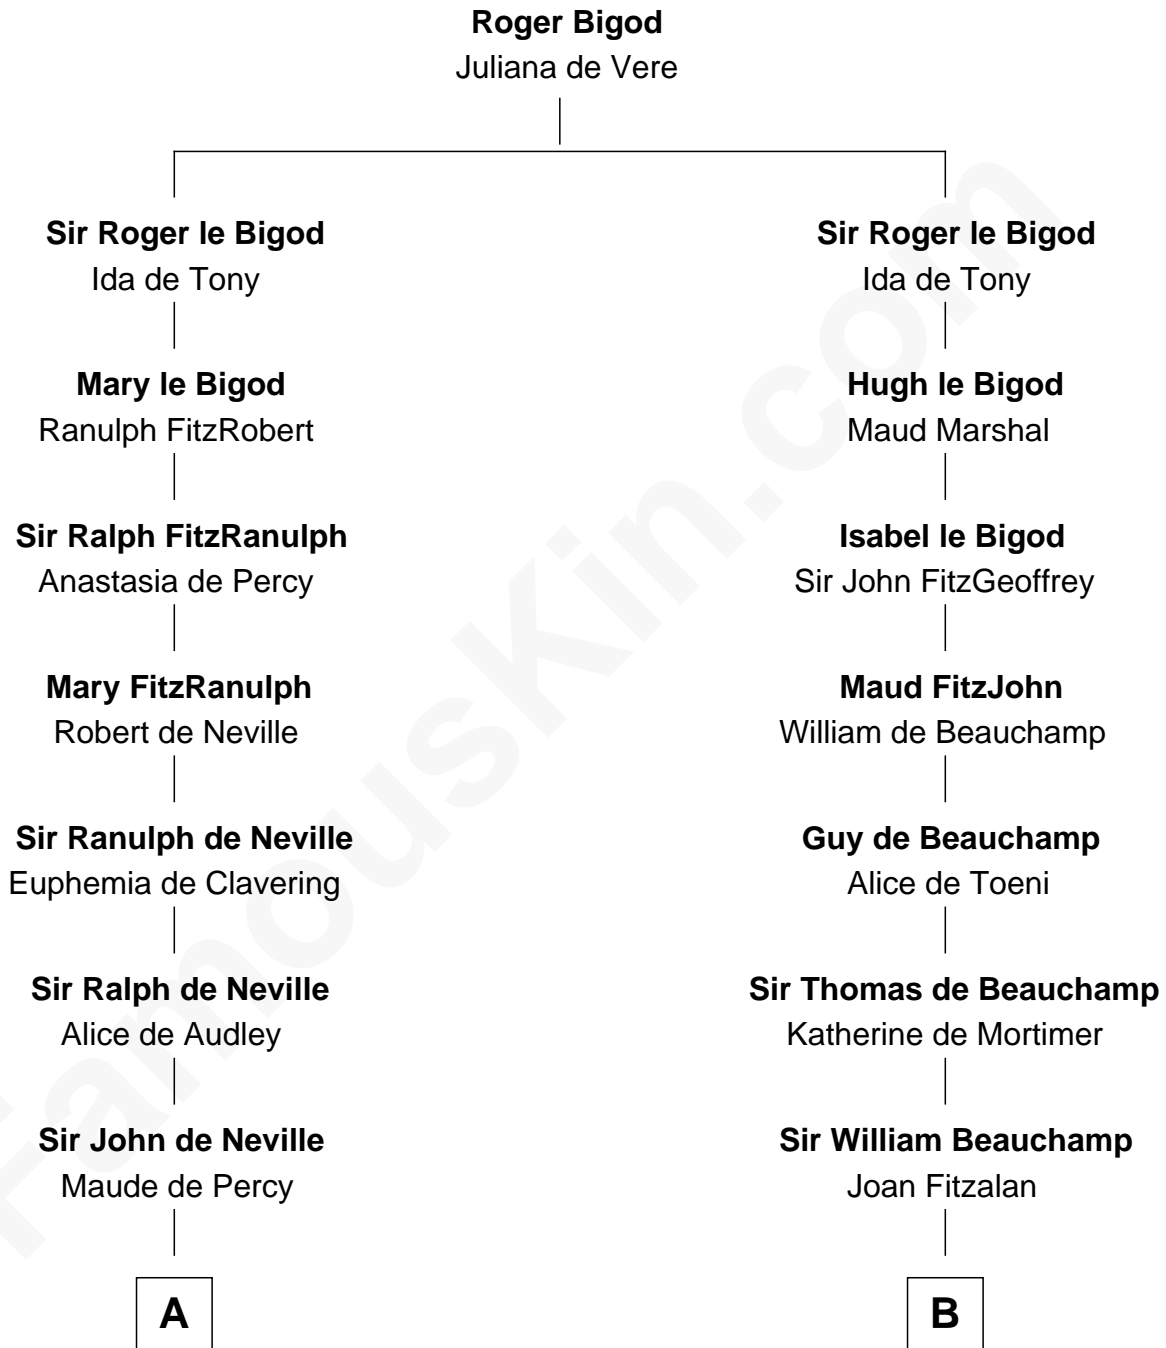 Roger Bigod
Juliana de Vere
Sir Roger le Bigod
Ida de Tony
Mary le Bigod
Ranulph FitzRobert
Sir Ralph FitzRanulph
Anastasia de Percy
Mary FitzRanulph
Robert de Neville
Sir Ranulph de Neville
Euphemia de Clavering
Sir Ralph de Neville
Alice de Audley
Sir John de Neville
Maude de Percy
A
Sir Roger le Bigod
Ida de Tony
Hugh le Bigod
Maud Marshal
Isabel le Bigod
Sir John FitzGeoffrey
Maud FitzJohn
William de Beauchamp
Guy de Beauchamp
Alice de Toeni
Sir Thomas de Beauchamp
Katherine de Mortimer
Sir William Beauchamp
Joan Fitzalan
B
FamousKin.com